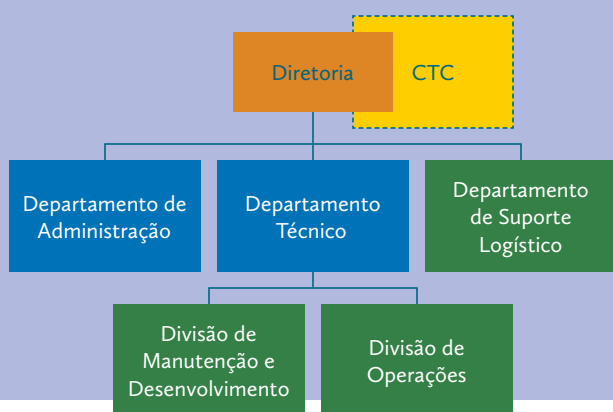 Diretoria
CTC
Departamento de
Administração
Departamento
Técnico
Departamento
de Suporte
Logístico
Divisão de
Manutenção e
Desenvolvimento
Divisão de
Operações